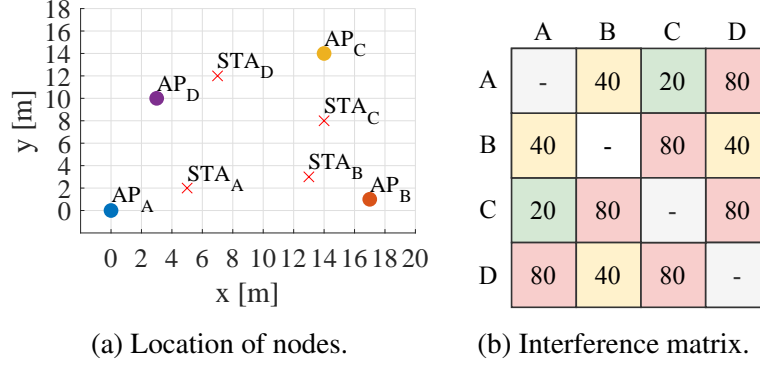 18
16
14
12
10
8
6
4
2
0
y [m]
AP_C
STA_D
AP_D
STA_C
STA_B
STA_A
AP_B
AP_A
0 2 4 6 8 10 12 14 16 18 20
x [m]
(a) Location of nodes.
A B C D
A - 40 20 80
B 40 - 80 40
C 20 80 - 80
D 80 40 80 -
(b) Interference matrix.